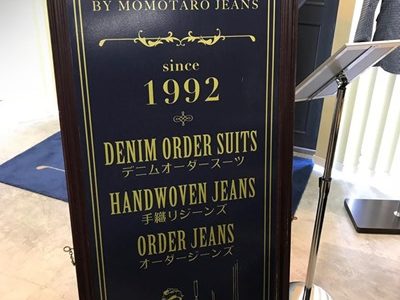 BY MOMOTARO JEANS
since
1992
DENIM ORDER SUITS
デニムオーダースーツ
HANDWOVEN JEANS
手織りジーンズ
ORDER JEANS
オーダージーンズ